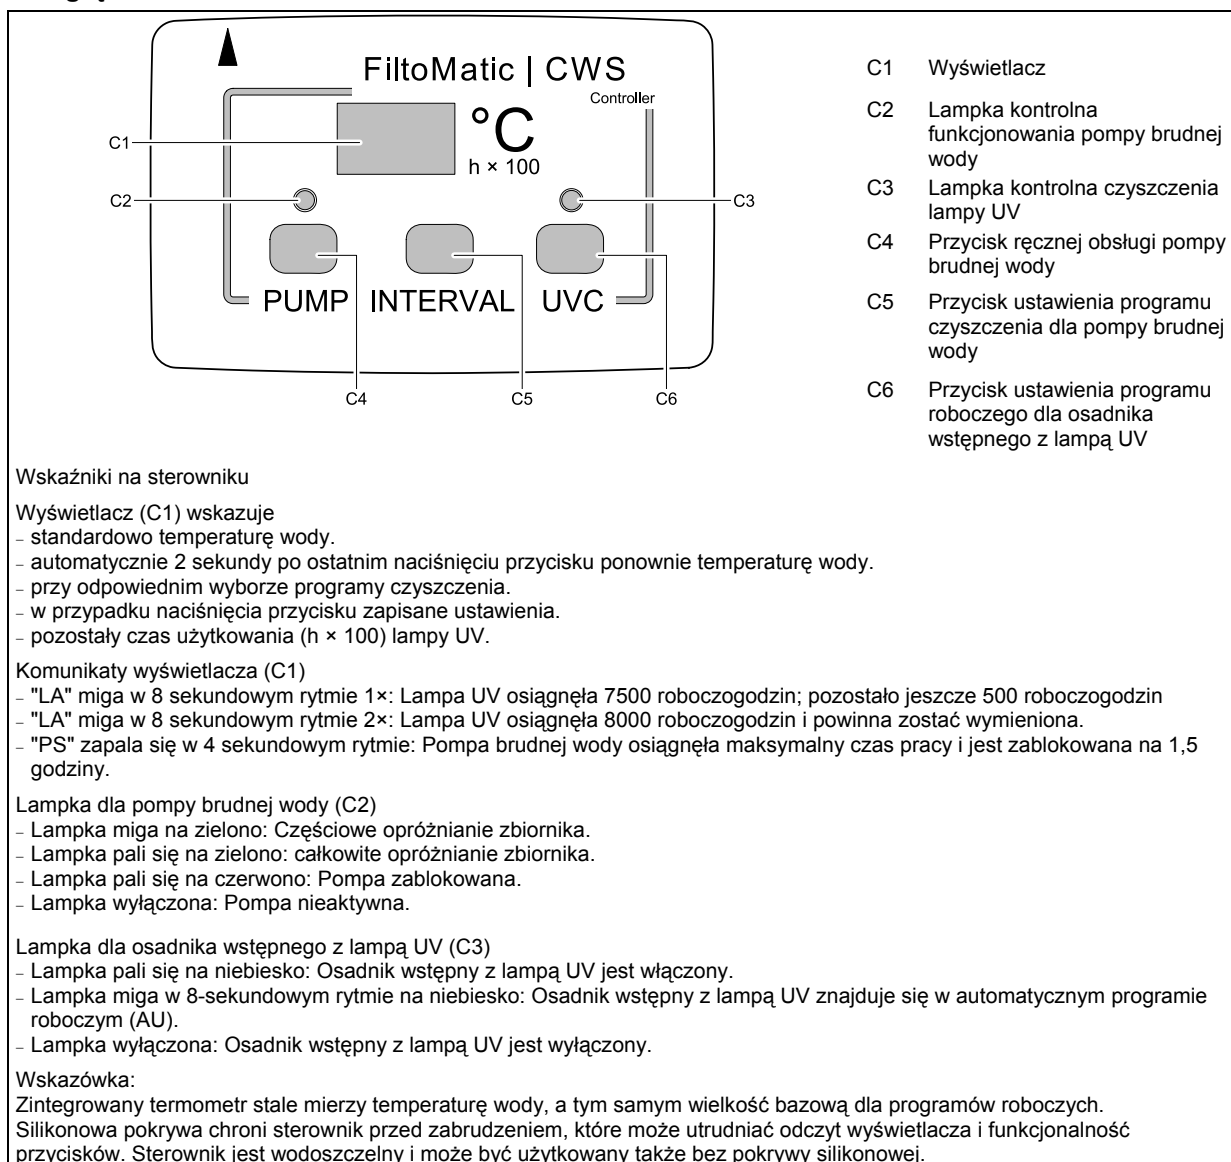 FiltoMatic | CWS
Controller
°C
h × 100
C1
C2
C3
PUMP INTERVAL UVC
C4 C5 C6
C1 Wyświetlacz
C2 Lampka kontrolna
funkcjonowania pompy brudnej
wody
C3 Lampka kontrolna czyszczenia
lampy UV
C4 Przycisk ręcznej obsługi pompy
brudnej wody
C5 Przycisk ustawienia programu
czyszczenia dla pompy brudnej
wody
C6 Przycisk ustawienia programu
roboczego dla osadnika
wstępnego z lampą UV
Wskaźniki na sterowniku
Wyświetlacz (C1) wskazuje
– standardowo temperaturę wody.
– automatycznie 2 sekundy po ostatnim naciśnięciu przycisku ponownie temperaturę wody.
– przy odpowiednim wyborze programy czyszczenia.
– w przypadku naciśnięcia przycisku zapisane ustawienia.
– pozostały czas użytkowania (h × 100) lampy UV.
Komunikaty wyświetlacza (C1)
– "LA" miga w 8 sekundowym rytmie 1×: Lampa UV osiągnęła 7500 roboczogodzin; pozostało jeszcze 500 roboczogodzin
– "LA" miga w 8 sekundowym rytmie 2×: Lampa UV osiągnęła 8000 roboczogodzin i powinna zostać wymieniona.
– "PS" zapala się w 4 sekundowym rytmie: Pompa brudnej wody osiągnęła maksymalny czas pracy i jest zablokowana na 1,5
godziny.
Lampka dla pompy brudnej wody (C2)
– Lampka miga na zielono: Częściowe opróżnianie zbiornika.
– Lampka pali się na zielono: całkowite opróżnianie zbiornika.
– Lampka pali się na czerwono: Pompa zablokowana.
– Lampka wyłączona: Pompa nieaktywna.
Lampka dla osadnika wstępnego z lampą UV (C3)
– Lampka pali się na niebiesko: Osadnik wstępny z lampą UV jest włączony.
– Lampka miga w 8-sekundowym rytmie na niebiesko: Osadnik wstępny z lampą UV znajduje się w automatycznym programie
roboczym (AU).
– Lampka wyłączona: Osadnik wstępny z lampą UV jest wyłączony.
Wskazówka:
Zintegrowany termometr stale mierzy temperaturę wody, a tym samym wielkość bazową dla programów roboczych.
Silikonowa pokrywa chroni sterownik przed zabrudzeniem, które może utrudniać odczyt wyświetlacza i funkcjonalność
przycisków. Sterownik jest wodoszczelny i może być użytkowany także bez pokrywy silikonowej.